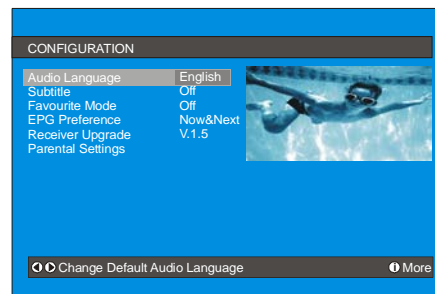 CONFIGURATION
Audio Language English
Subtitle Off
Favourite Mode Off
EPG Preference Now&Next
Receiver Upgrade V.1.5
Parental Settings
Change Default Audio Language i More